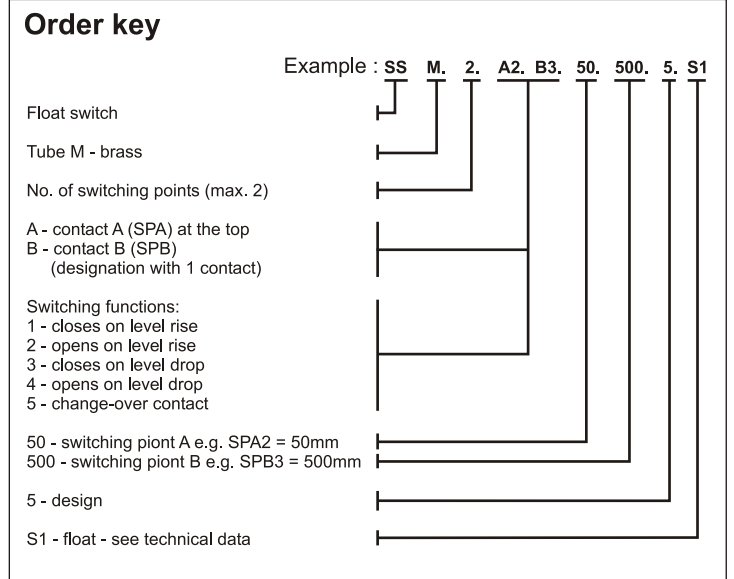 Order key
Example : SS M. 2. A2. B3. 50. 500. 5. S1
Float switch
Tube M - brass
No. of switching points (max. 2)
A - contact A (SPA) at the top
B - contact B (SPB)
(designation with 1 contact)
Switching functions:
1 - closes on level rise
2 - opens on level rise
3 - closes on level drop
4 - opens on level drop
5 - change-over contact
50 - switching piont A e.g. SPA2 = 50mm
500 - switching piont B e.g. SPB3 = 500mm
5 - design
S1 - float - see technical data